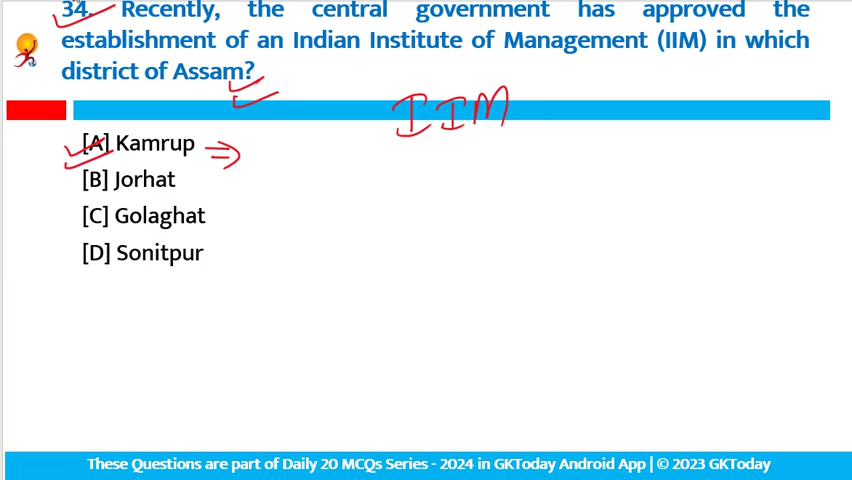 34. Recently, the central government has approved the
establishment of an Indian Institute of Management (IIM) in which
district of Assam?
IIM
[A] Kamrup
[B] Jorhat
[C] Golaghat
[D] Sonitpur
These Questions are part of Daily 20 MCQs Series - 2024 in GKToday Android App | © 2023 GKToday